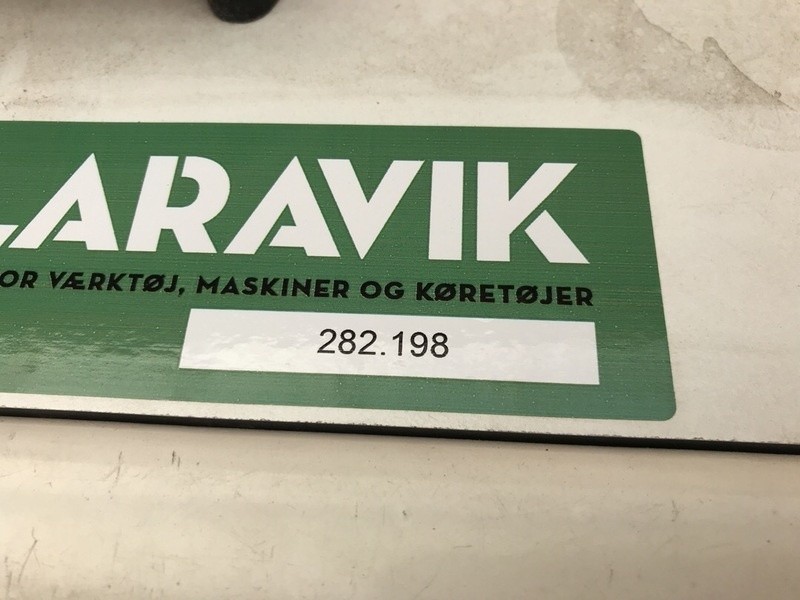 LARAVIK
OR VÆRKTØJ, MASKINER OG KØRETØJER
282.198